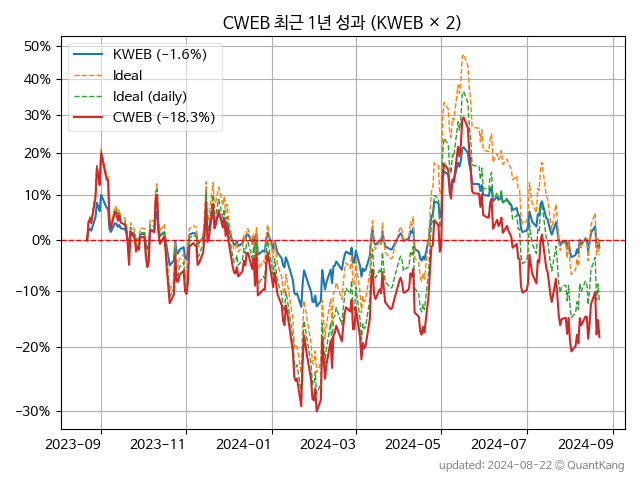 CWEB 최근 1년 성과 (KWEB × 2)
50%
40%
30%
20%
10%
0%
−10%
−20%
−30%
KWEB (−1.6%)
Ideal
Ideal (daily)
CWEB (−18.3%)
2023-09
2023-11
2024-01
2024-03
2024-05
2024-07
2024-09
updated: 2024-08-22 © QuantKang